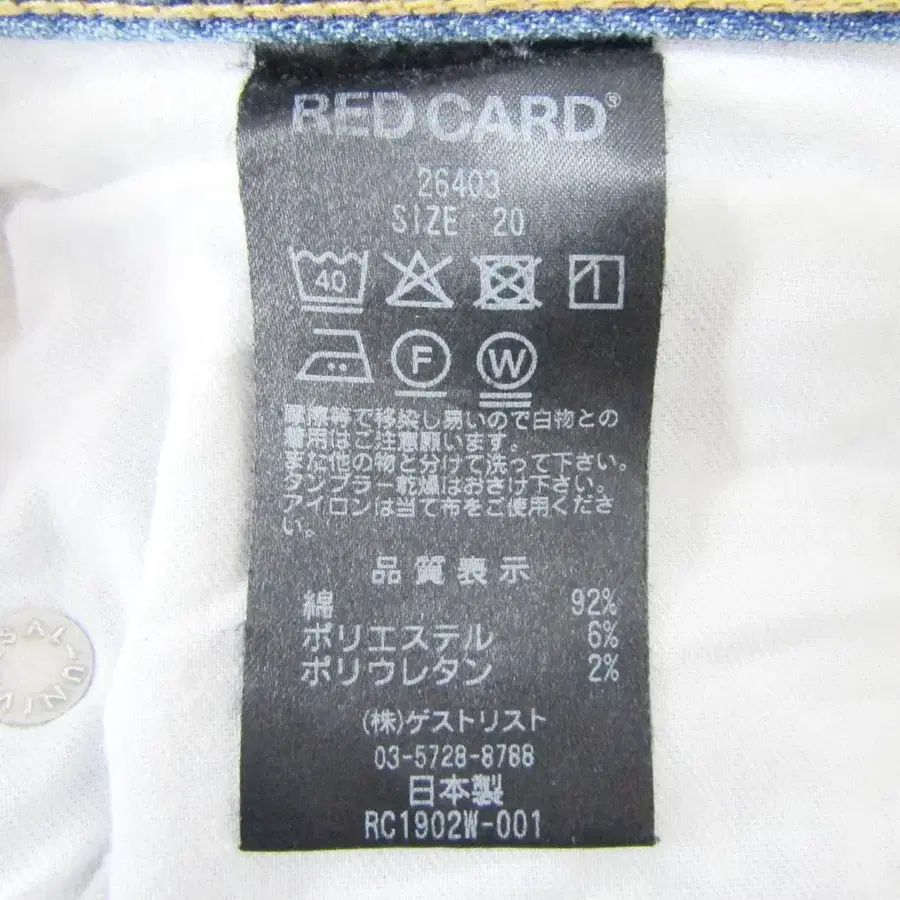 RED CARD®
26403
SIZE 20
40
F
W
摩擦等で移染し易いので白物との
着用はご注意願います。
また他の物と分けて洗って下さい。
タンブラー乾燥はおさけ下さい。
アイロンは当て布をご使用くださ
い。
品質表示
綿 92%
ポリエステル 6%
ポリウレタン 2%
(株)ゲストリスト
03-5728-8788
日本製
RC1902W-001
SAL-UNIV